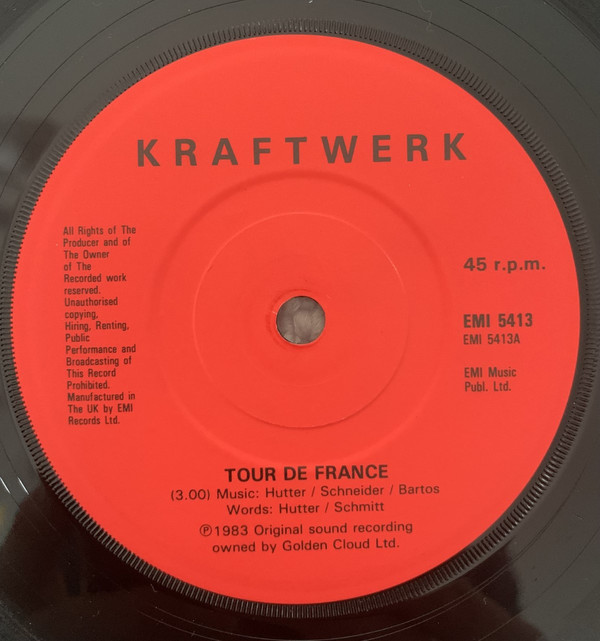 KRAFTWERK
All Rights of The
Producer and of
The Owner
of The
Recorded work
reserved.
Unauthorised
copying,
Hiring, Renting,
Public
Performance and
Broadcasting of
This Record
Prohibited.
Manufactured in
The UK by EMI
Records Ltd.
45 r.p.m.
EMI 5413
EMI 5413A
EMI Music
Publ. Ltd.
TOUR DE FRANCE
(3.00) Music: Hutter / Schneider / Bartos
Words: Hutter / Schmitt
℗1983 Original sound recording
owned by Golden Cloud Ltd.